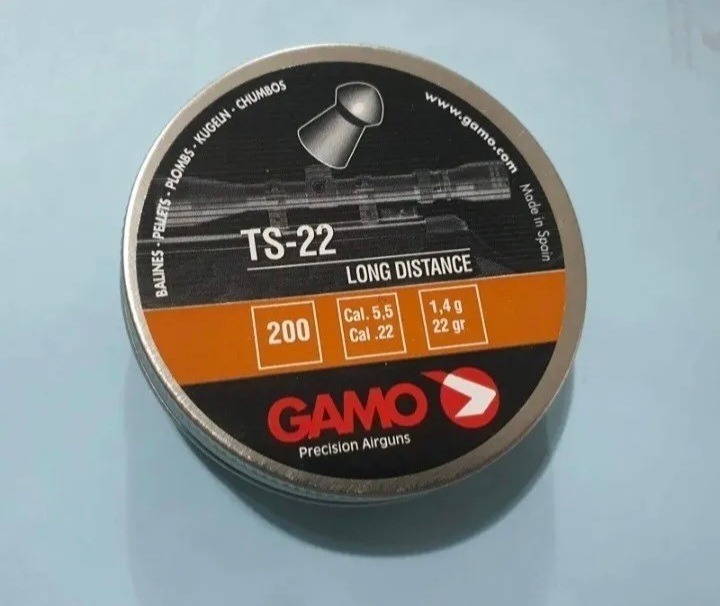 BALINES · PELLETS · PLOMBS · KUGELN · CHUMBOS
www.gamo.com
Made in Spain
TS-22
LONG DISTANCE
200
Cal. 5,5
Cal .22
1,4 g
22 gr
GAMO
Precision Airguns